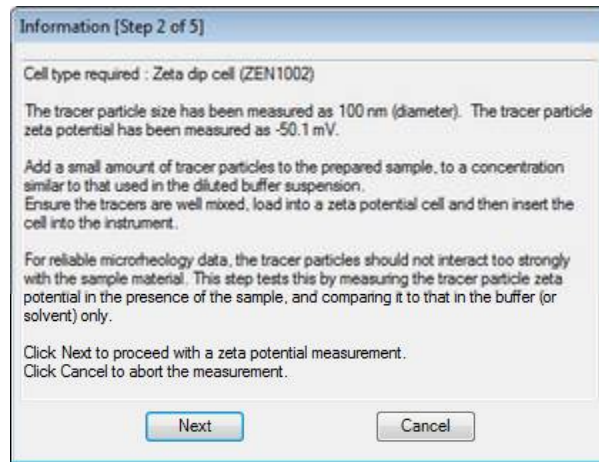 Information [Step 2 of 5]
Cell type required : Zeta dip cell (ZEN1002)
The tracer particle size has been measured as 100 nm (diameter). The tracer particle
zeta potential has been measured as -50.1 mV.
Add a small amount of tracer particles to the prepared sample, to a concentration
similar to that used in the diluted buffer suspension.
Ensure the tracers are well mixed, load into a zeta potential cell and then insert the
cell into the instrument.
For reliable microrheology data, the tracer particles should not interact too strongly
with the sample material. This step tests this by measuring the tracer particle zeta
potential in the presence of the sample, and comparing it to that in the buffer (or
solvent) only.
Click Next to proceed with a zeta potential measurement.
Click Cancel to abort the measurement.
Next Cancel